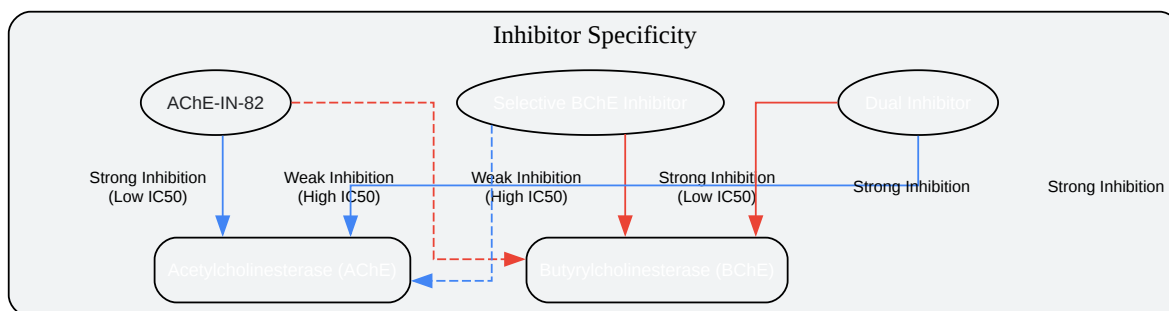 Inhibitor Specificity
AChE-IN-82
Selective BChE Inhibitor
Dual Inhibitor
Strong Inhibition
(Low IC50)
Weak Inhibition
(High IC50)
Weak Inhibition
(High IC50)
Strong Inhibition
(Low IC50)
Strong Inhibition
Strong Inhibition
Acetylcholinesterase (AChE)
Butyrylcholinesterase (BChE)